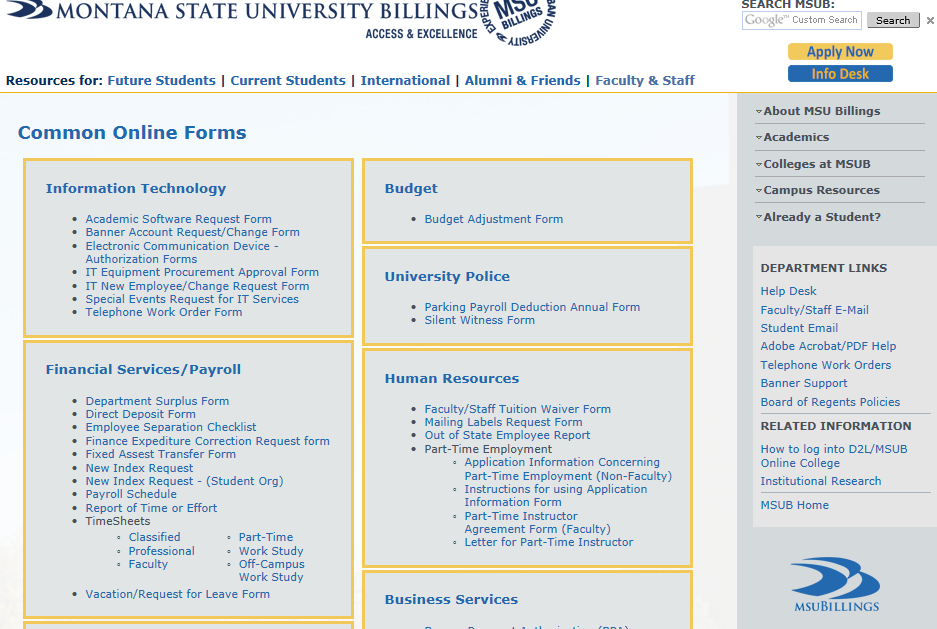 MONTANA STATE UNIVERSITY BILLINGS
ACCESS & EXCELLENCE
MSU
BILLINGS
SEARCH MSUB:
Google™ Custom Search
Search
×
Apply Now
Info Desk
Resources for: Future Students | Current Students | International | Alumni & Friends | Faculty & Staff
Common Online Forms
Information Technology
Academic Software Request Form
Banner Account Request/Change Form
Electronic Communication Device -
Authorization Forms
IT Equipment Procurement Approval Form
IT New Employee/Change Request Form
Special Events Request for IT Services
Telephone Work Order Form
Financial Services/Payroll
Department Surplus Form
Direct Deposit Form
Employee Separation Checklist
Finance Expediture Correction Request form
Fixed Assest Transfer Form
New Index Request
New Index Request - (Student Org)
Payroll Schedule
Report of Time or Effort
TimeSheets
Classified
Professional
Faculty
Part-Time
Work Study
Off-Campus
Work Study
Vacation/Request for Leave Form
Budget
Budget Adjustment Form
University Police
Parking Payroll Deduction Annual Form
Silent Witness Form
Human Resources
Faculty/Staff Tuition Waiver Form
Mailing Labels Request Form
Out of State Employee Report
Part-Time Employment
Application Information Concerning
Part-Time Employment (Non-Faculty)
Instructions for using Application
Information Form
Part-Time Instructor
Agreement Form (Faculty)
Letter for Part-Time Instructor
Business Services
About MSU Billings
Academics
Colleges at MSUB
Campus Resources
Already a Student?
DEPARTMENT LINKS
Help Desk
Faculty/Staff E-Mail
Student Email
Adobe Acrobat/PDF Help
Telephone Work Orders
Banner Support
Board of Regents Policies
RELATED INFORMATION
How to log into D2L/MSUB
Online College
Institutional Research
MSUB Home
MSUBILLINGS